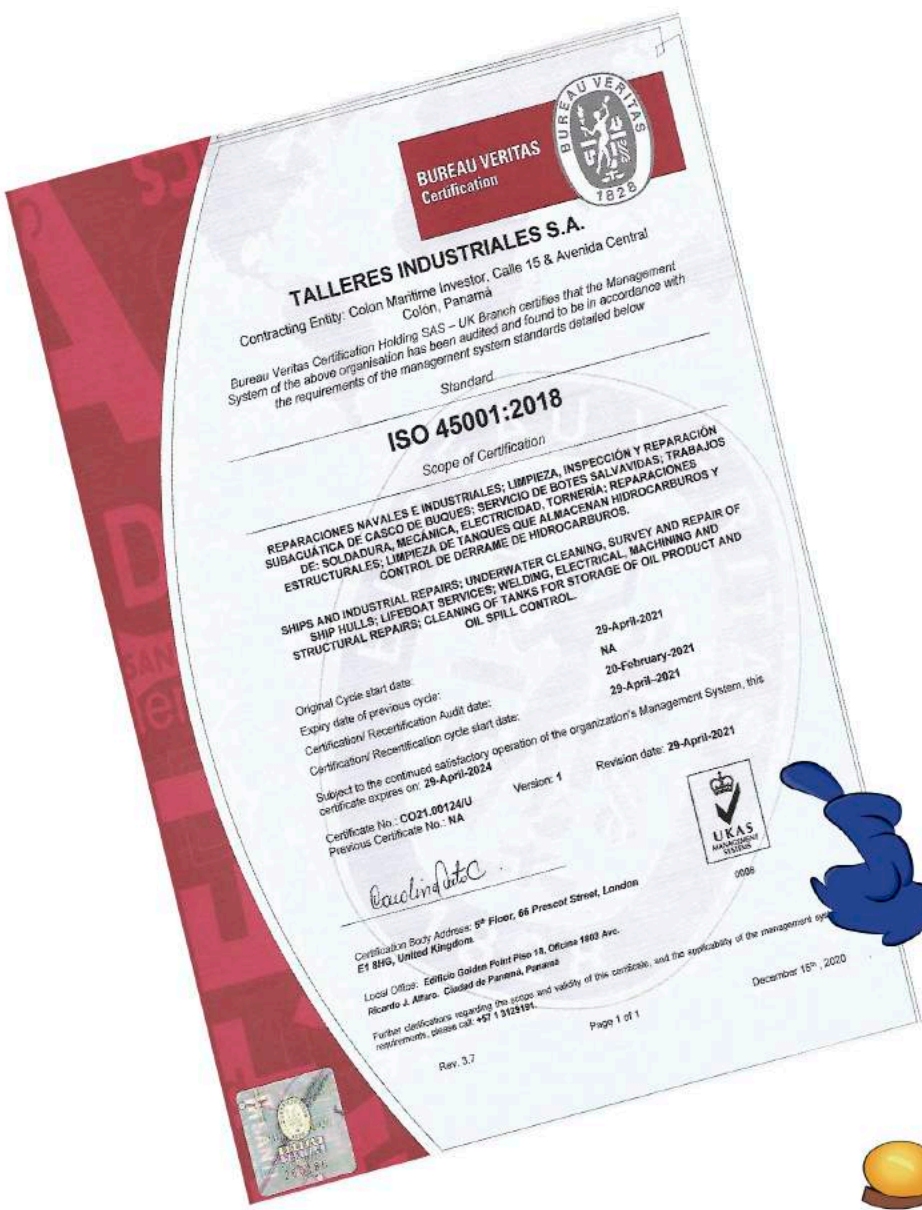 BUREAU VERITAS
Certification
BUREAU VERITAS
1828
TALLERES INDUSTRIALES S.A.
Contracting Entity: Colon Maritime Investor, Calle 15 & Avenida Central
Colón, Panamá
Bureau Veritas Certification Holding SAS – UK Branch certifies that the Management
System of the above organisation has been audited and found to be in accordance with
the requirements of the management system standards detailed below
Standard
ISO 45001:2018
Scope of Certification
REPARACIONES NAVALES E INDUSTRIALES; LIMPIEZA, INSPECCIÓN Y REPARACIÓN
SUBACUÁTICA DE CASCO DE BUQUES; SERVICIO DE BOTES SALVAVIDAS; TRABAJOS
DE: SOLDADURA, MECÁNICA, ELECTRICIDAD, TORNERÍA; REPARACIONES
ESTRUCTURALES; LIMPIEZA DE TANQUES QUE ALMACENAN HIDROCARBUROS Y
CONTROL DE DERRAME DE HIDROCARBUROS.
SHIPS AND INDUSTRIAL REPAIRS; UNDERWATER CLEANING, SURVEY AND REPAIR OF
SHIP HULLS; LIFEBOAT SERVICES; WELDING, ELECTRICAL, MACHINING AND
STRUCTURAL REPAIRS; CLEANING OF TANKS FOR STORAGE OF OIL PRODUCT AND
OIL SPILL CONTROL.
Original Cycle start date: 29-April-2021
Expiry date of previous cycle: NA
Certification/ Recertification Audit date: 20-February-2021
Certification/ Recertification cycle start date: 29-April-2021
Subject to the continued satisfactory operation of the organization's Management System, this
certificate expires on: 29-April-2024
Certificate No.: CO21.00124/U Version: 1 Revision date: 29-April-2021
Previous Certificate No.: NA
UKAS
MANAGEMENT
SYSTEMS
0008
Certification Body Address: 5th Floor, 66 Prescot Street, London
E1 8HG, United Kingdom
Local Office: Edificio Golden Point Piso 18, Oficina 1803 Ave.
Ricardo J. Alfaro. Ciudad de Panamá, Panamá
Further clarifications regarding the scope and validity of this certificate, and the applicability of the management
requirements, please call: +57 1 3129191.
Rev. 3.7 Page 1 of 1 December 16th, 2020